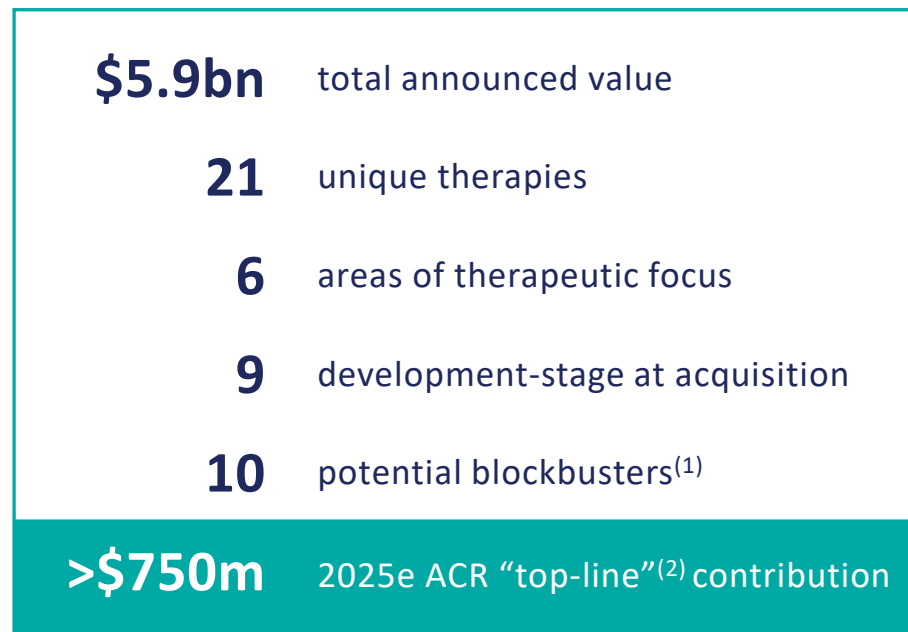 $5.9bn total announced value
21 unique therapies
6 areas of therapeutic focus
9 development-stage at acquisition
10 potential blockbusters(1)
>$750m 2025e ACR “top-line”(2) contribution